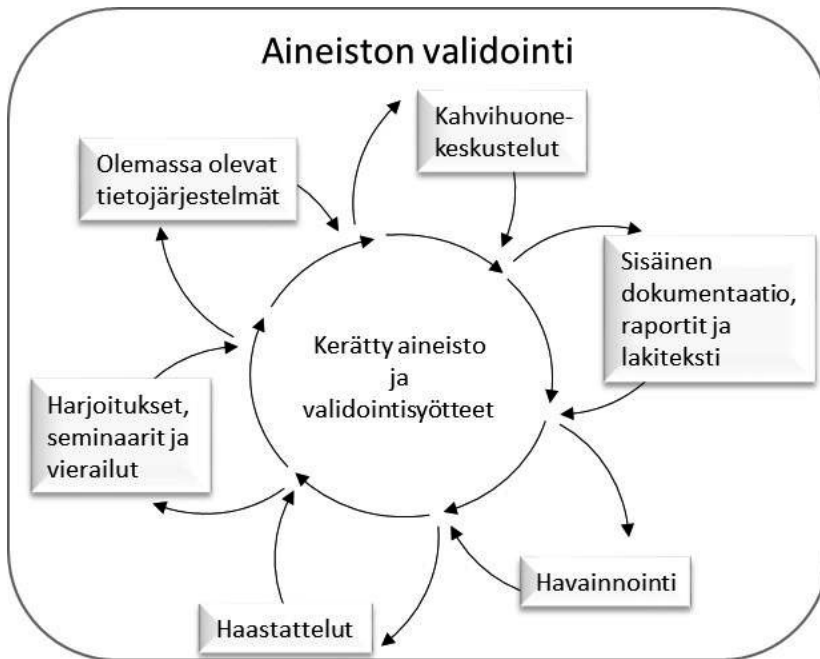 Aineiston validointi
Kahvihuone-
keskustelut
Olemassa olevat
tietojärjestelmät
Sisäinen
dokumentaatio,
raportit ja
lakiteksti
Kerätty aineisto
ja
validointisyötteet
Harjoitukset,
seminaarit ja
vierailut
Havainnointi
Haastattelut